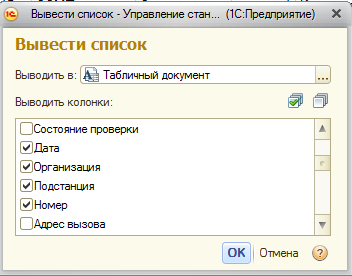 Вывести список - Управление стан... (1С:Предприятие)
Вывести список
Выводить в: Табличный документ ...
Выводить колонки:
Состояние проверки
Дата
Организация
Подстанция
Номер
Адрес вызова
OK Отмена ?